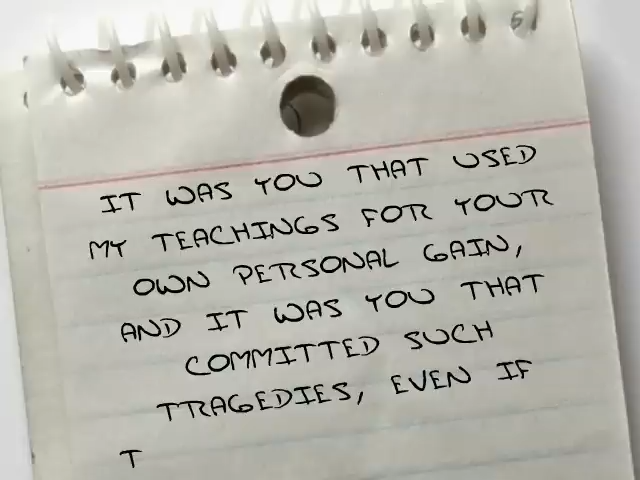 IT WAS YOU THAT USED
MY TEACHINGS FOR YOUR
OWN PERSONAL GAIN,
AND IT WAS YOU THAT
COMMITTED SUCH
TRAGEDIES, EVEN IF
T